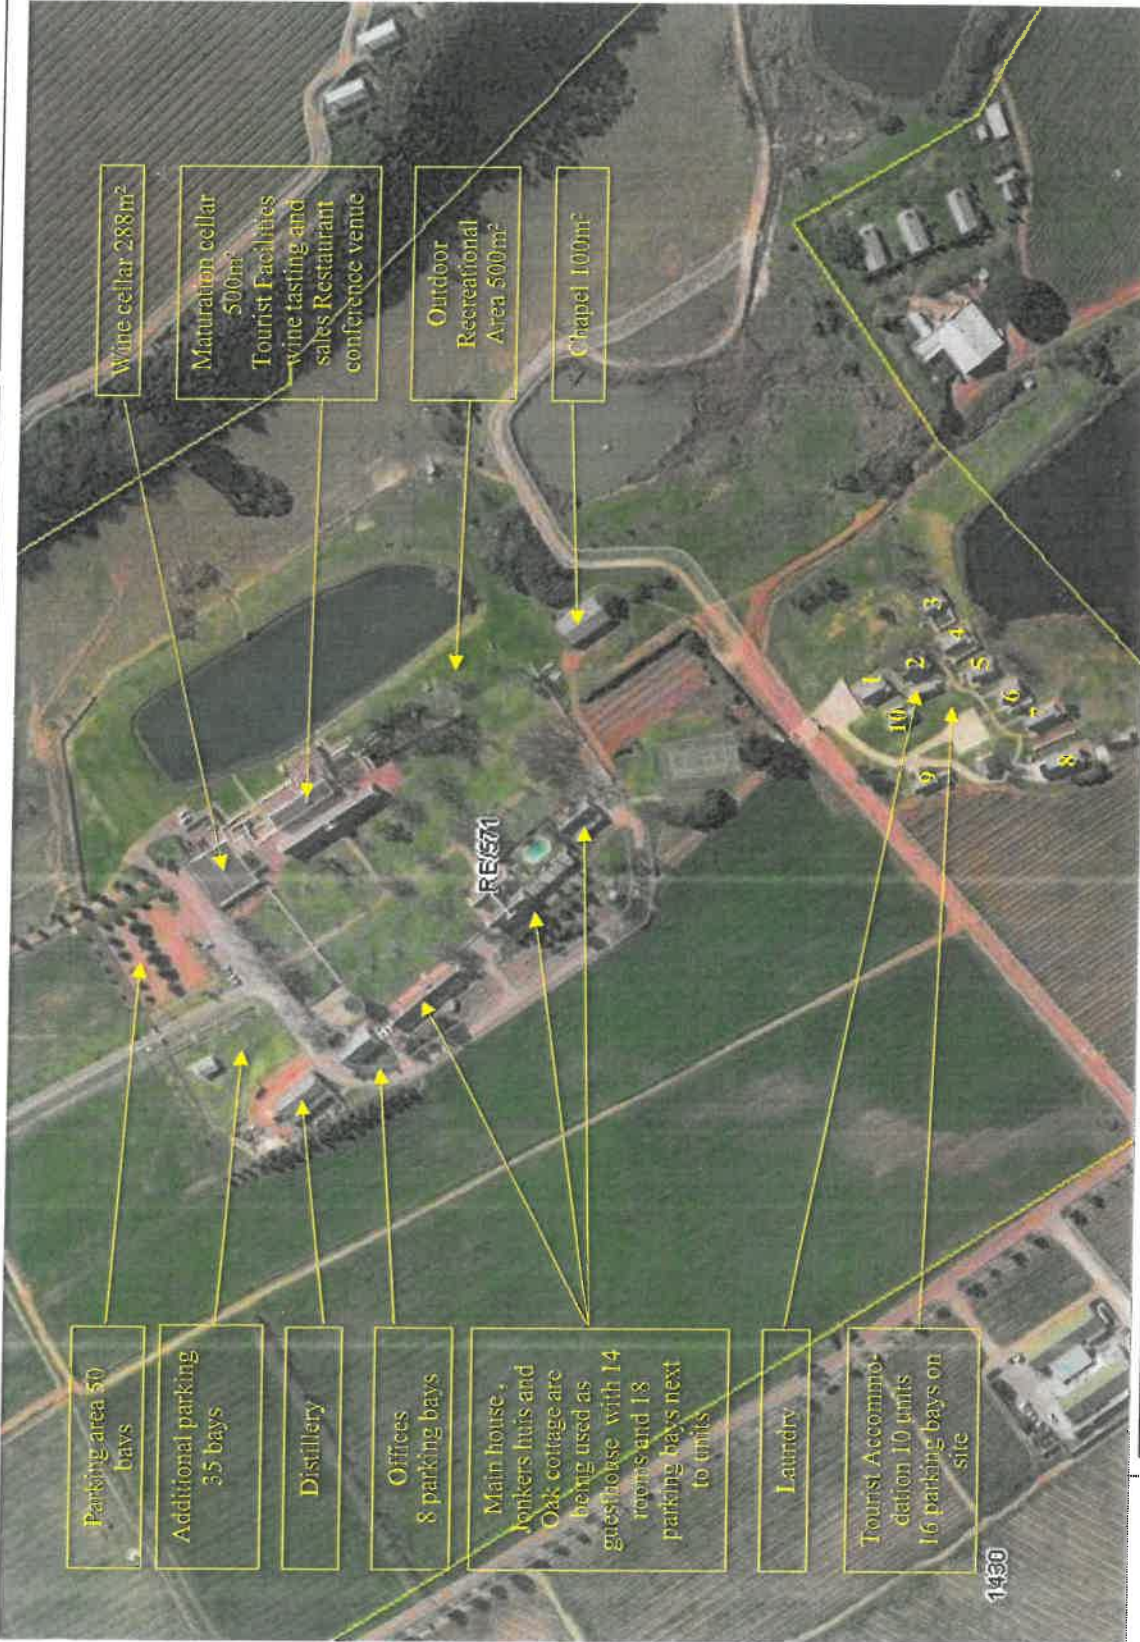 Parking area 50
bays
Additional parking
35 bays
Distillery
Offices
8 parking bays
Main house,
Jonkers huis and
Oak cottage are
being used as
guesthouse with 14
rooms and 18
parking bays next
to units
Laundry
Tourist Accommo-
dation 10 units
16 parking bays on
site
1430
Wine cellar 288m²
Maturation cellar
500m²
Tourist Facilities
wine tasting and
sales Restaurant
conference venue
Outdoor
Recreational
Area 500m²
Chapel 100m²
RE/571
1
2
3
4
5
6
7
8
9
10